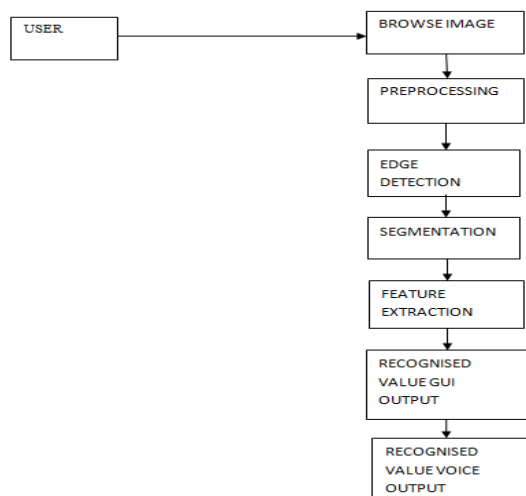 USER
BROWSE IMAGE
PREPROCESSING
EDGE
DETECTION
SEGMENTATION
FEATURE
EXTRACTION
RECOGNISED
VALUE GUI
OUTPUT
RECOGNISED
VALUE VOICE
OUTPUT